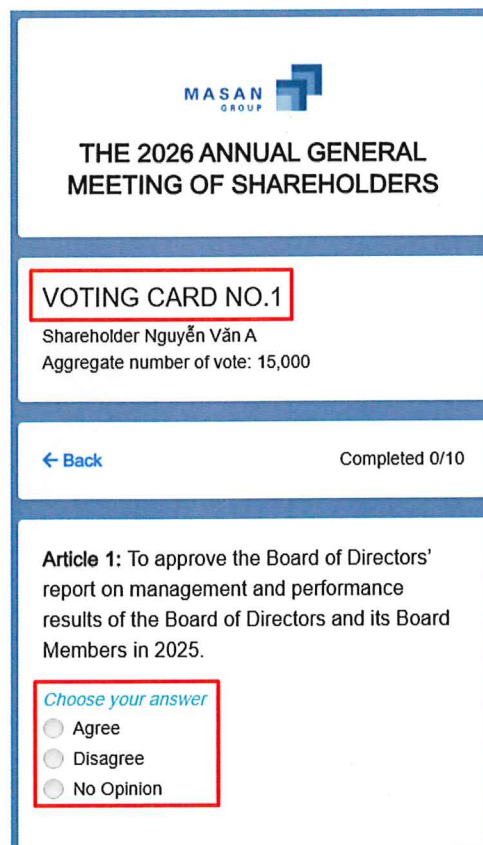 MASAN
GROUP
THE 2026 ANNUAL GENERAL
MEETING OF SHAREHOLDERS
VOTING CARD NO.1
Shareholder Nguyễn Văn A
Aggregate number of vote: 15,000
← Back
Completed 0/10
Article 1: To approve the Board of Directors'
report on management and performance
results of the Board of Directors and its Board
Members in 2025.
Choose your answer
Agree
Disagree
No Opinion